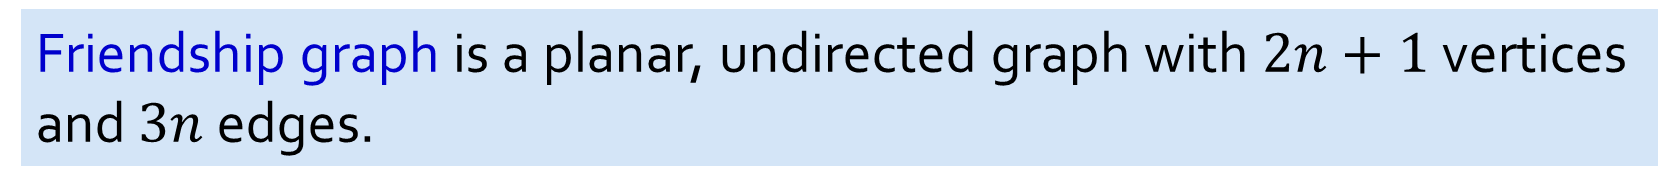 Friendship graph is a planar, undirected graph with 2n + 1 vertices
and 3n edges.